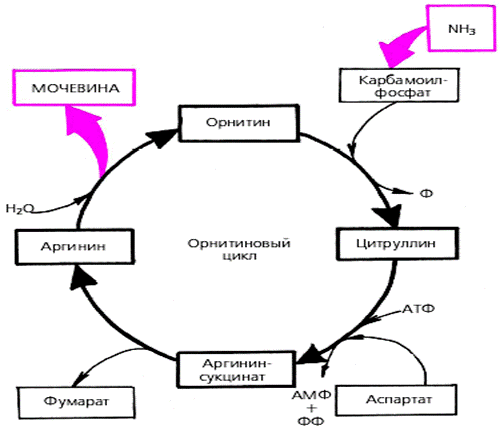 NH3
МОЧЕВИНА
Карбамоил-
фосфат
Орнитин
Ф
H2O
Аргинин
Орнитиновый
цикл
Цитруллин
АТФ
Аргинин-
сукцинат
Фумарат
АМФ
+
ФФ
Аспартат